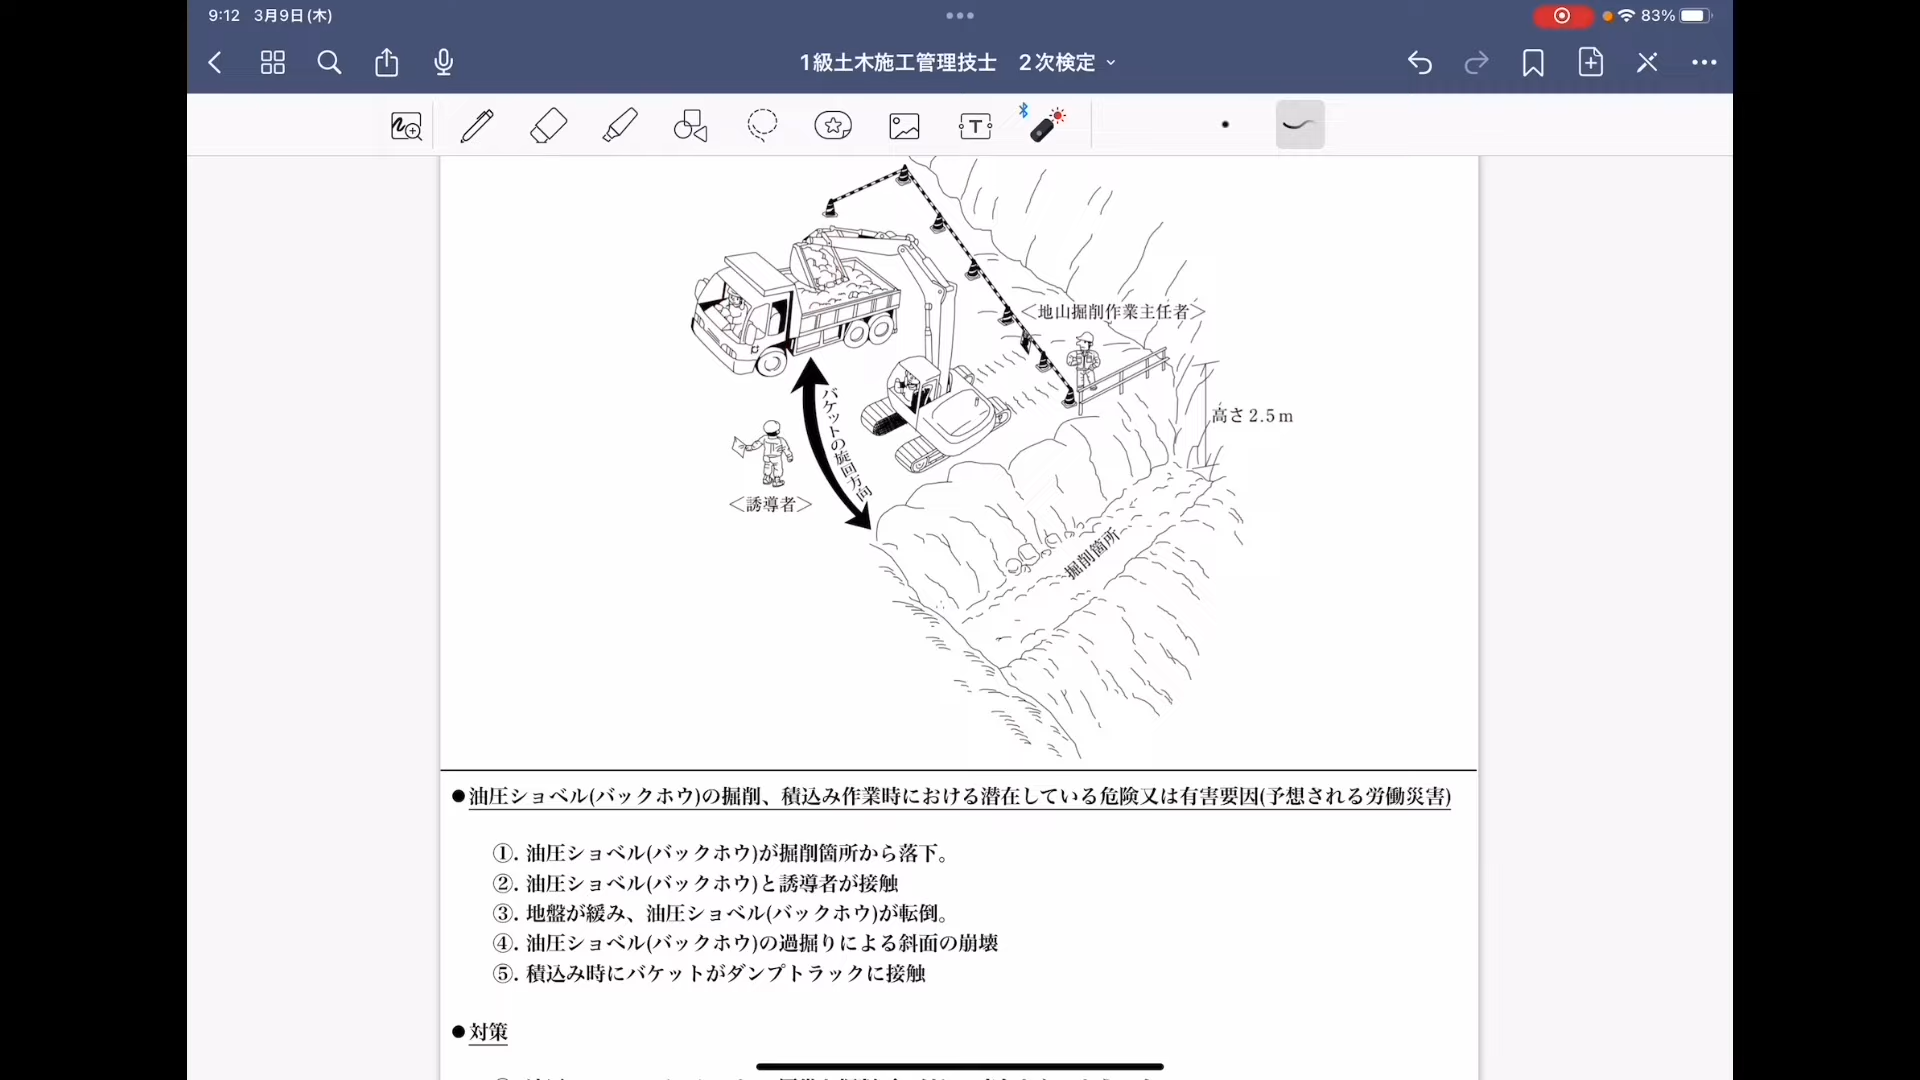 9:12 3月9日(木)
83%
1級土木施工管理技士 2次検定
T
<地山掘削作業主任者>
高さ2.5m
バケットの旋回方向
<誘導者>
掘削箇所
●油圧ショベル(バックホウ)の掘削、積込み作業時における潜在している危険又は有害要因(予想される労働災害)
①. 油圧ショベル(バックホウ)が掘削箇所から落下。
②. 油圧ショベル(バックホウ)と誘導者が接触
③. 地盤が緩み、油圧ショベル(バックホウ)が転倒。
④. 油圧ショベル(バックホウ)の過掘りによる斜面の崩壊
⑤. 積込み時にバケットがダンプトラックに接触
●対策